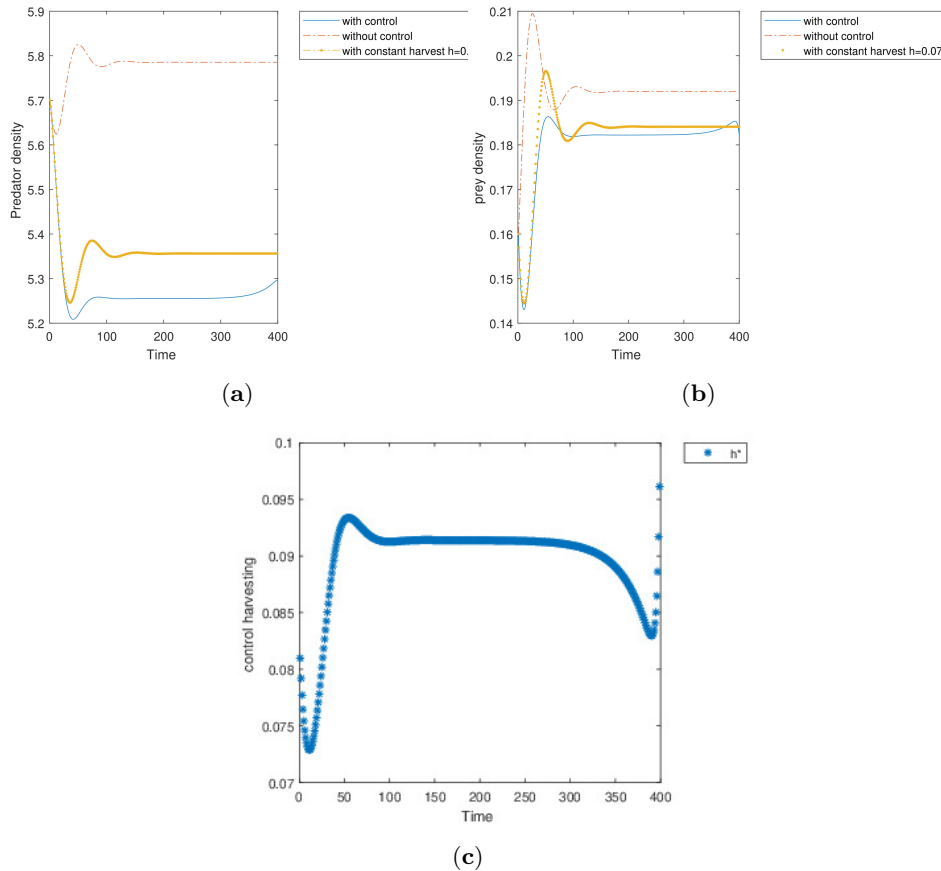 5.9
5.8
5.7
5.6
5.5
5.4
5.3
5.2
Predator density
0
100
200
300
400
Time
with control
without control
with constant harvest h=0.
(a)
0.21
0.2
0.19
0.18
0.17
0.16
0.15
0.14
prey density
0
100
200
300
400
Time
with control
without control
with constant harvest h=0.07
(b)
0.1
0.095
0.09
0.085
0.08
0.075
0.07
control harvesting
0
50
100
150
200
250
300
350
400
Time
h*
(c)